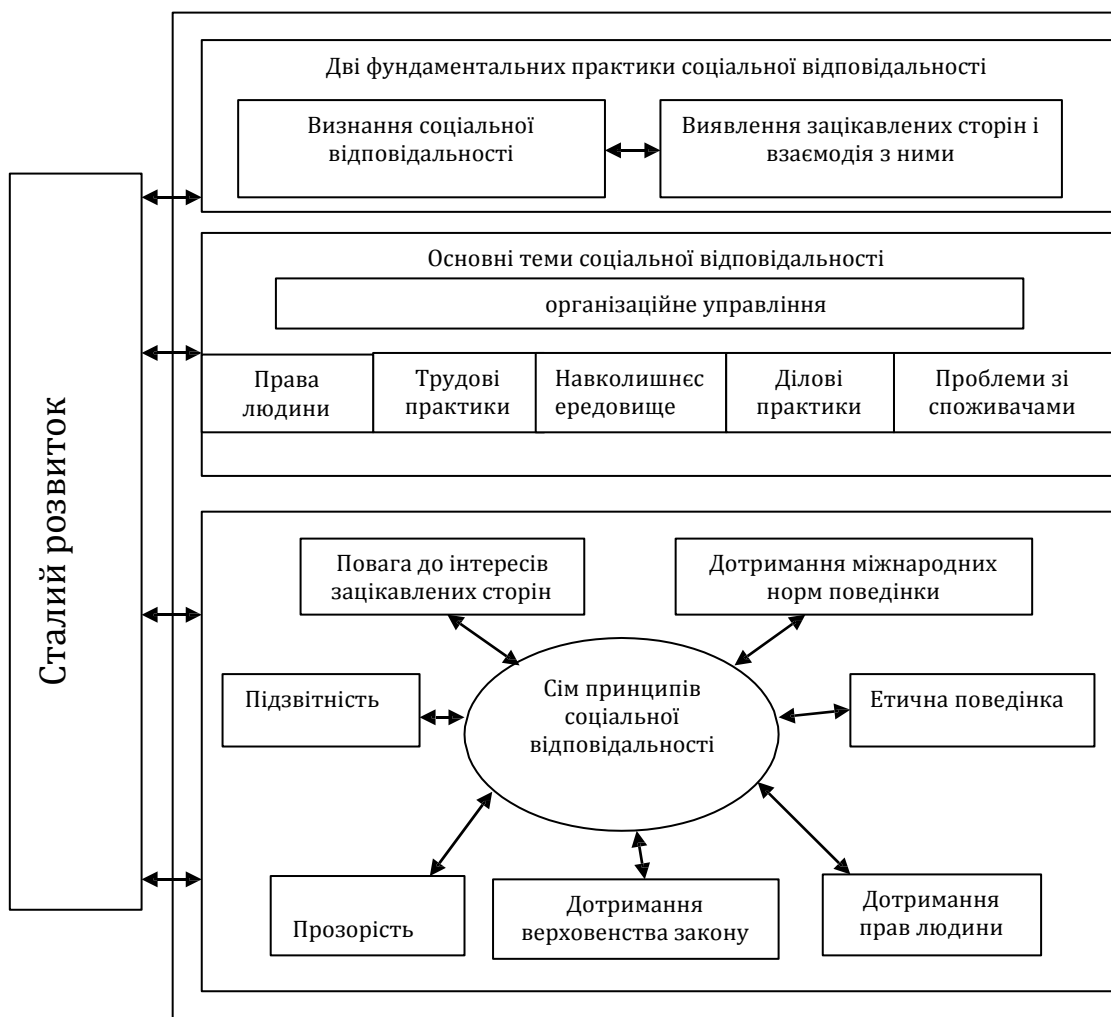 Дві фундаментальних практики соціальної відповідальності
Визнання соціальної
відповідальності
Виявлення зацікавлених сторін і
взаємодія з ними
Сталий розвиток
Основні теми соціальної відповідальності
організаційне управління
Права
людини
Трудові
практики
Навколишнєс
ередовище
Ділові
практики
Проблеми зі
споживачами
Повага до інтересів
зацікавлених сторін
Дотримання міжнародних
норм поведінки
Підзвітність
Сім принципів
соціальної
відповідальності
Етична поведінка
Прозорість
Дотримання
верховенства закону
Дотримання
прав людини